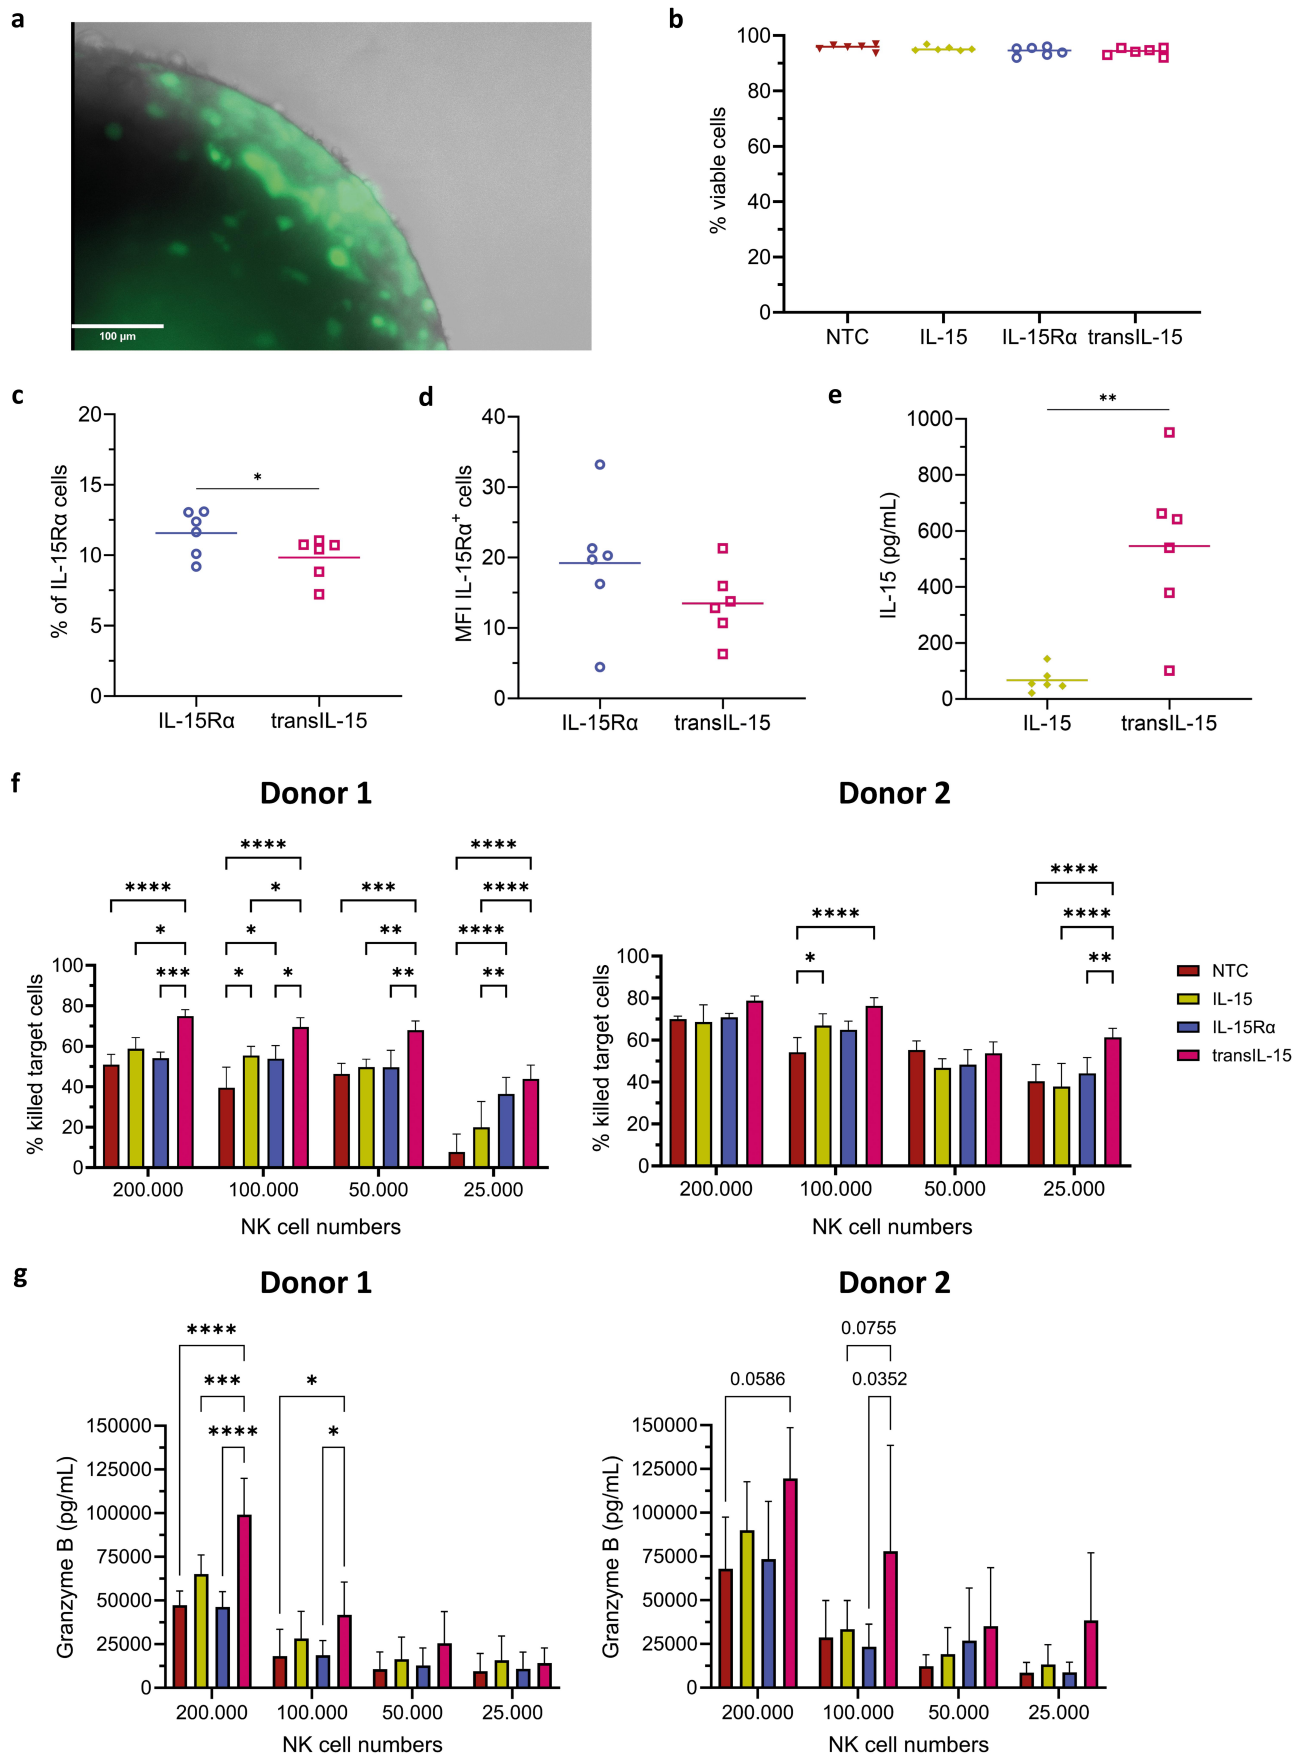 a
100 µm
b
100
80
60
40
20
0
% viable cells
NTC
IL-15
IL-15Rα
transIL-15
c
20
15
10
5
0
% of IL-15Rα cells
*
IL-15Rα
transIL-15
d
40
30
20
10
0
MFI IL-15Rα⁺ cells
IL-15Rα
transIL-15
e
1000
800
600
400
200
0
IL-15 (pg/mL)
**
IL-15
transIL-15
f
Donor 1
****
****
****
*
***
****
*
*
**
****
***
*
*
**
**
100
80
60
40
20
0
% killed target cells
200.000
100.000
50.000
25.000
NK cell numbers
Donor 2
****
****
****
*
**
100
80
60
40
20
0
% killed target cells
200.000
100.000
50.000
25.000
NK cell numbers
NTC
IL-15
IL-15Rα
transIL-15
g
Donor 1
****
***
*
****
*
150000
125000
100000
75000
50000
25000
0
Granzyme B (pg/mL)
200.000
100.000
50.000
25.000
NK cell numbers
Donor 2
0.0755
0.0586
0.0352
150000
125000
100000
75000
50000
25000
0
Granzyme B (pg/mL)
200.000
100.000
50.000
25.000
NK cell numbers